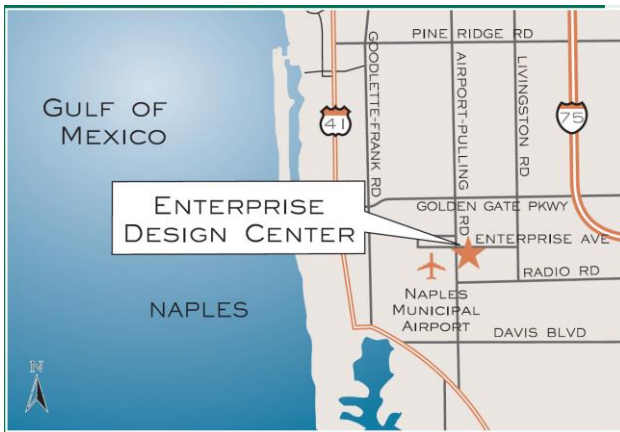 PINE RIDGE RD
GOODLETTE-FRANK RD
AIRPORT-PULLING RD
LIVINGSTON RD
GULF OF
MEXICO
41
75
GOLDEN GATE PKWY
ENTERPRISE
DESIGN CENTER
ENTERPRISE AVE
RADIO RD
NAPLES
MUNICIPAL
AIRPORT
NAPLES
DAVIS BLVD
N